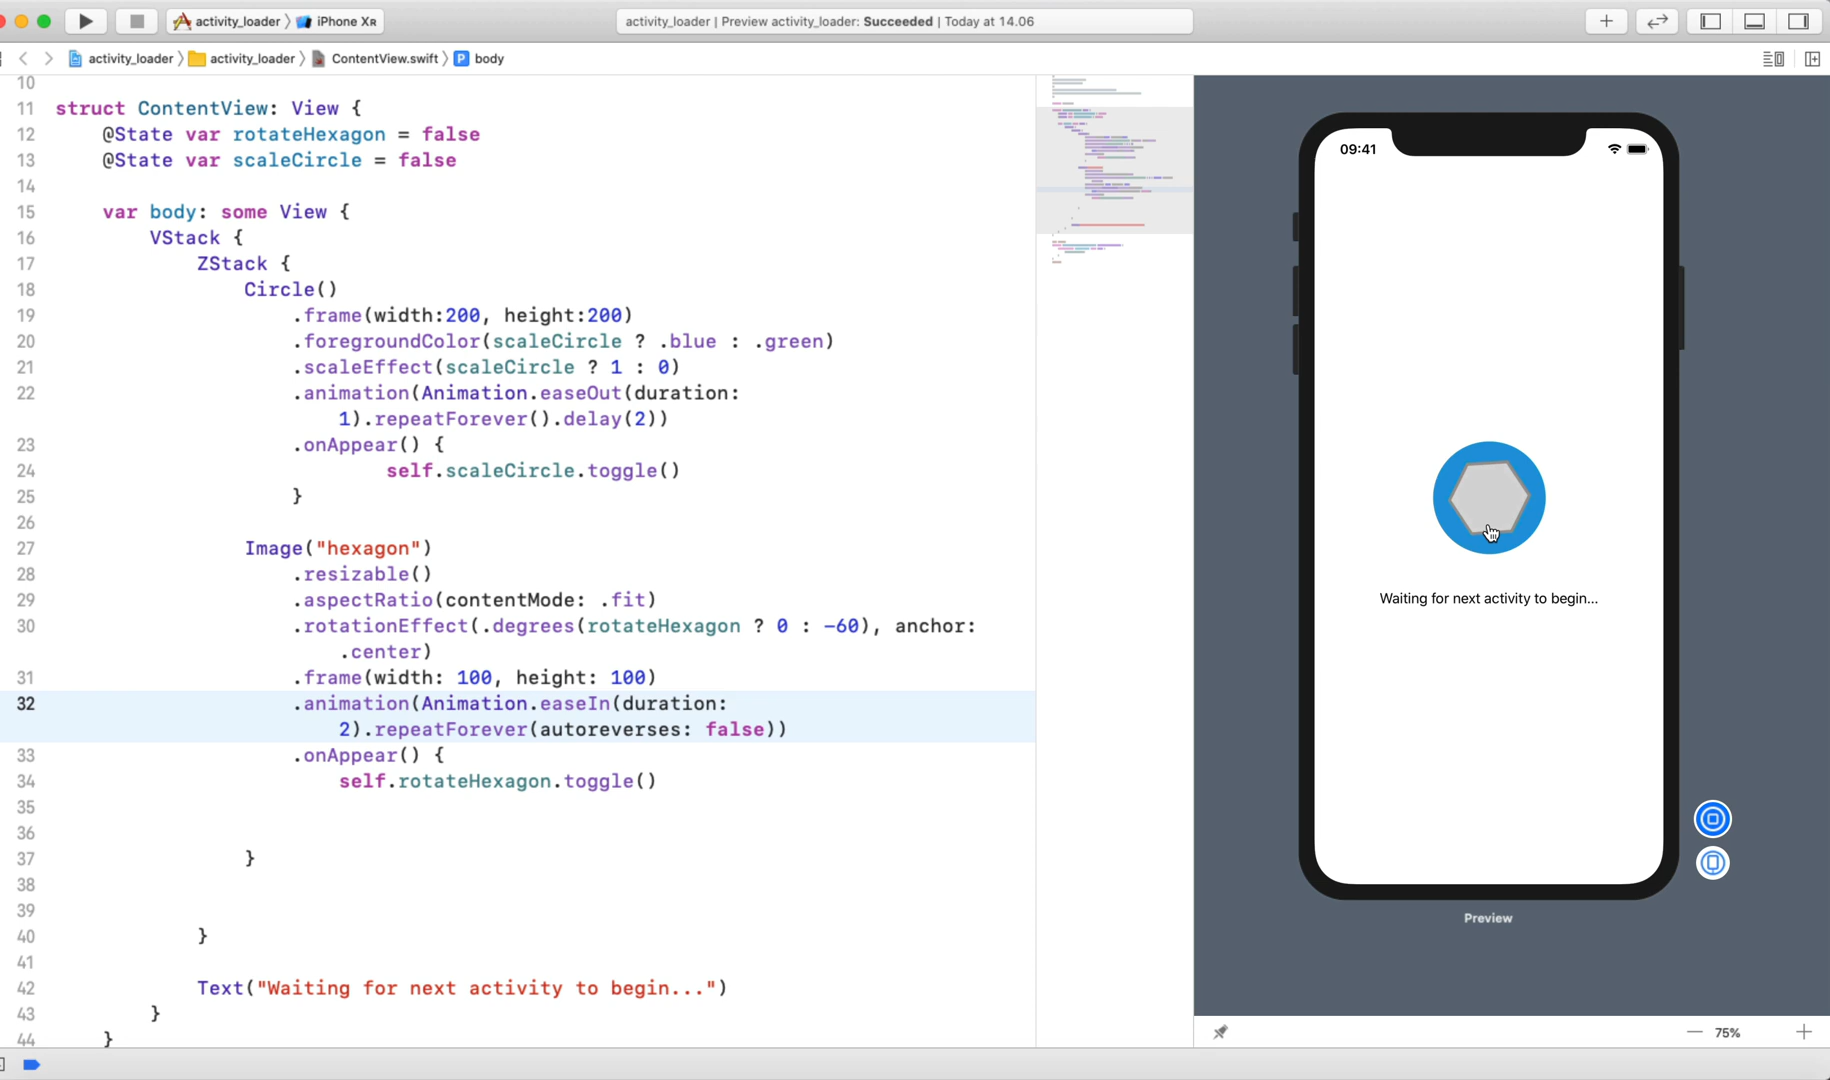 activity_loader 〉 iPhone XR
activity_loader | Preview activity_loader: Succeeded | Today at 14.06
activity_loader 〉 activity_loader 〉 ContentView.swift 〉 P body
10
11 struct ContentView: View {
12 @State var rotateHexagon = false
13 @State var scaleCircle = false
14
15 var body: some View {
16 VStack {
17 ZStack {
18 Circle()
19 .frame(width:200, height:200)
20 .foregroundColor(scaleCircle ? .blue : .green)
21 .scaleEffect(scaleCircle ? 1 : 0)
22 .animation(Animation.easeOut(duration:
1).repeatForever().delay(2))
23 .onAppear() {
24 self.scaleCircle.toggle()
25 }
26
27 Image("hexagon")
28 .resizable()
29 .aspectRatio(contentMode: .fit)
30 .rotationEffect(.degrees(rotateHexagon ? 0 : -60), anchor:
.center)
31 .frame(width: 100, height: 100)
32 .animation(Animation.easeIn(duration:
2).repeatForever(autoreverses: false))
33 .onAppear() {
34 self.rotateHexagon.toggle()
35
36
37 }
38
39
40 }
41
42 Text("Waiting for next activity to begin...")
43 }
44 }
09:41
Waiting for next activity to begin...
Preview
75%